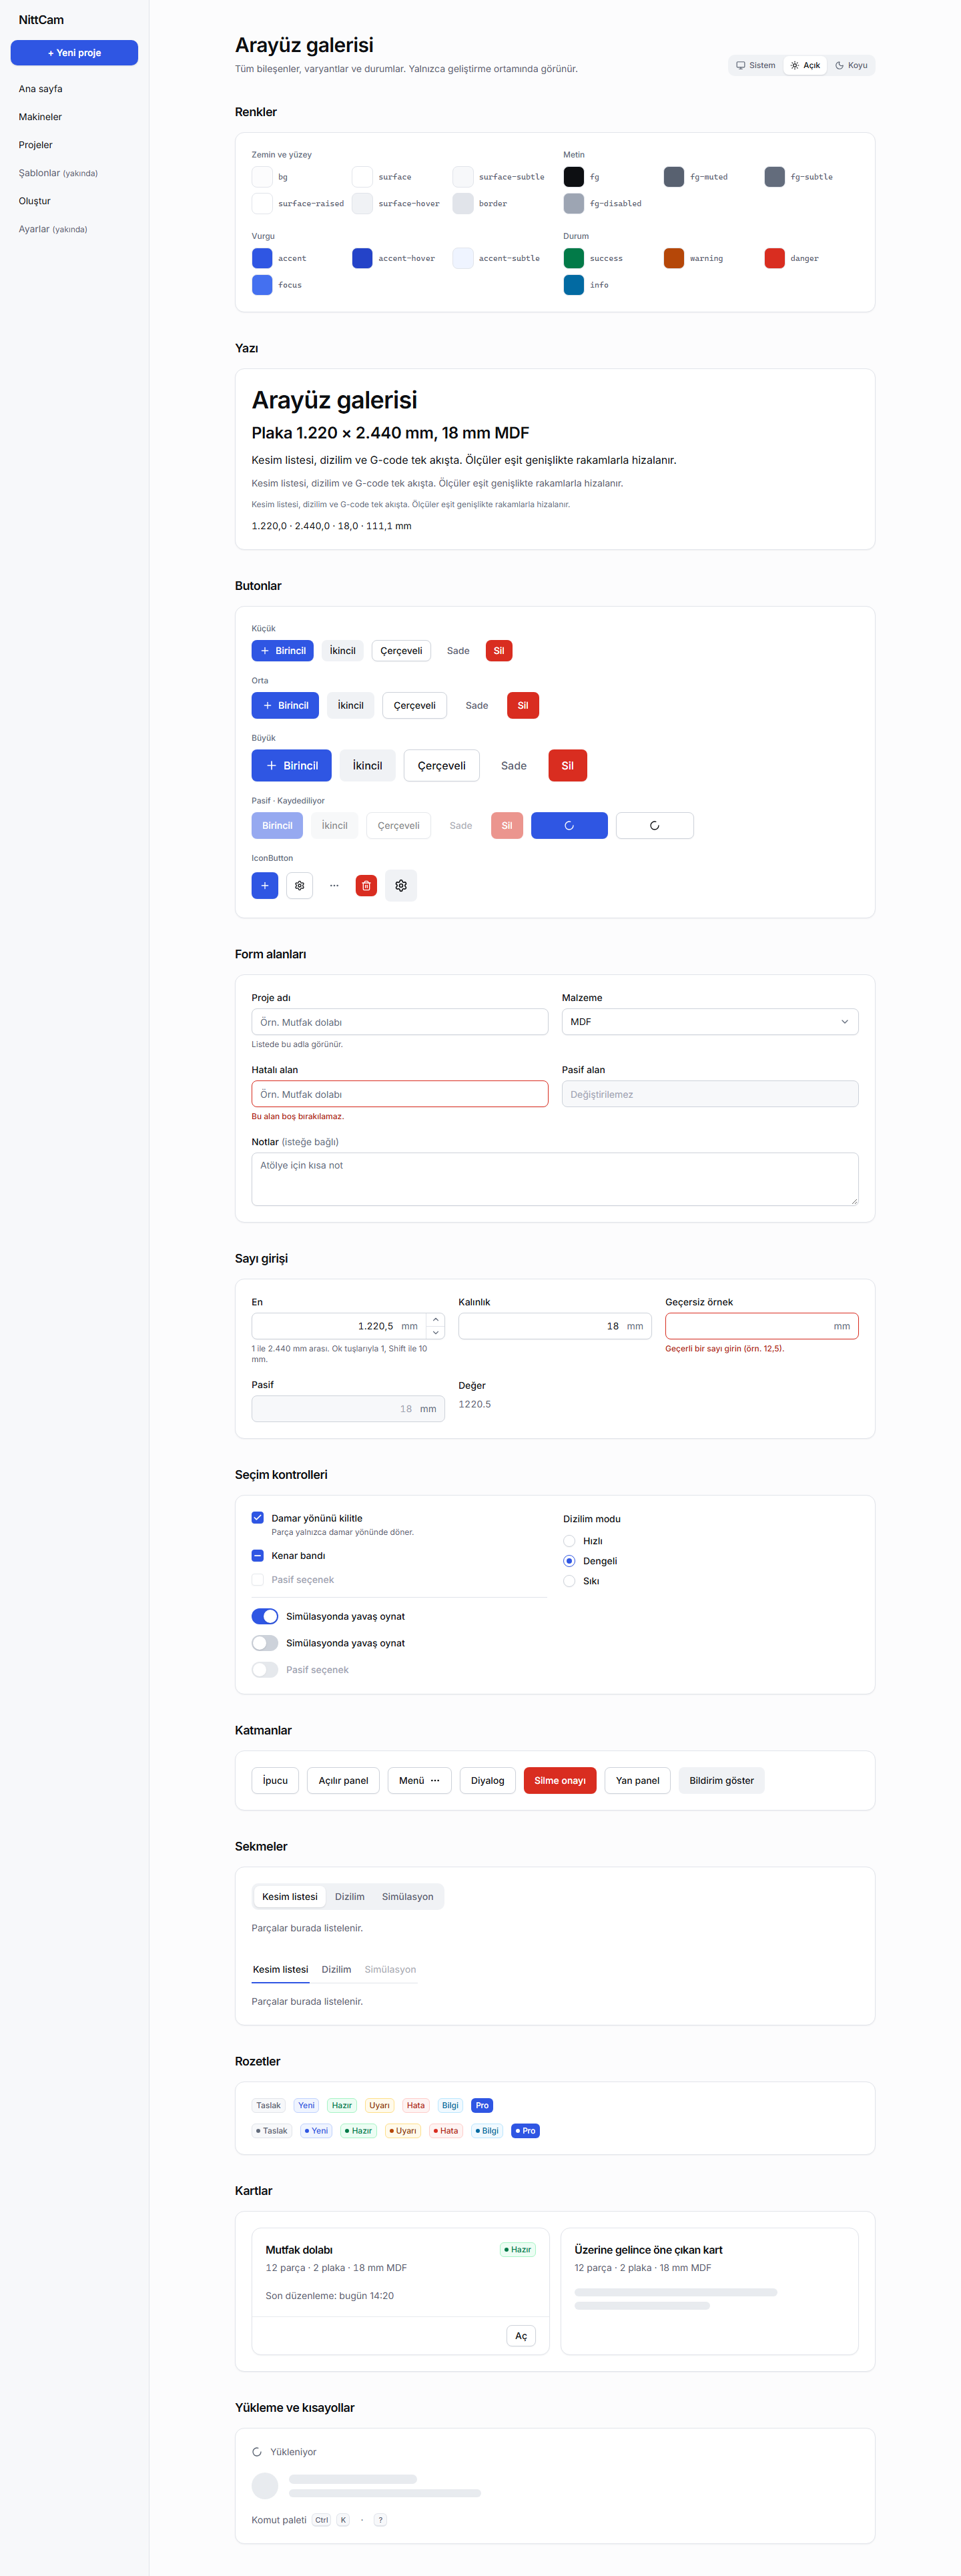 NittCam
+ Yeni proje
Ana sayfa
Makineler
Projeler
Şablonlar (yakında)
Oluştur
Ayarlar (yakında)
Arayüz galerisi
Tüm bileşenler, varyantlar ve durumlar. Yalnızca geliştirme ortamında görünür.
Sistem Açık Koyu
Renkler
Zemin ve yüzey
bg surface surface-subtle
surface-raised surface-hover border
Metin
fg fg-muted fg-subtle
fg-disabled
Vurgu
accent accent-hover accent-subtle
focus
Durum
success warning danger
info
Yazı
Arayüz galerisi
Plaka 1.220 × 2.440 mm, 18 mm MDF
Kesim listesi, dizilim ve G-code tek akışta. Ölçüler eşit genişlikte rakamlarla hizalanır.
Kesim listesi, dizilim ve G-code tek akışta. Ölçüler eşit genişlikte rakamlarla hizalanır.
Kesim listesi, dizilim ve G-code tek akışta. Ölçüler eşit genişlikte rakamlarla hizalanır.
1.220,0 · 2.440,0 · 18,0 · 111,1 mm
Butonlar
Küçük
+ Birincil İkincil Çerçeveli Sade Sil
Orta
+ Birincil İkincil Çerçeveli Sade Sil
Büyük
+ Birincil İkincil Çerçeveli Sade Sil
Pasif · Kaydediliyor
Birincil İkincil Çerçeveli Sade Sil
IconButton
Form alanları
Proje adı
Örn. Mutfak dolabı
Listede bu adla görünür.
Malzeme
MDF
Hatalı alan
Örn. Mutfak dolabı
Bu alan boş bırakılamaz.
Pasif alan
Değiştirilemez
Notlar (isteğe bağlı)
Atölye için kısa not
Sayı girişi
En
1.220,5 mm
1 ile 2.440 mm arası. Ok tuşlarıyla 1, Shift ile 10
mm.
Kalınlık
18 mm
Geçersiz örnek
mm
Geçerli bir sayı girin (örn. 12,5).
Pasif
18 mm
Değer
1220.5
Seçim kontrolleri
Damar yönünü kilitle
Parça yalnızca damar yönünde döner.
Kenar bandı
Pasif seçenek
Simülasyonda yavaş oynat
Simülasyonda yavaş oynat
Pasif seçenek
Dizilim modu
Hızlı
Dengeli
Sıkı
Katmanlar
İpucu Açılır panel Menü ··· Diyalog Silme onayı Yan panel Bildirim göster
Sekmeler
Kesim listesi Dizilim Simülasyon
Parçalar burada listelenir.
Kesim listesi Dizilim Simülasyon
Parçalar burada listelenir.
Rozetler
Taslak Yeni Hazır Uyarı Hata Bilgi Pro
Taslak Yeni Hazır Uyarı Hata Bilgi Pro
Kartlar
Mutfak dolabı Hazır
12 parça · 2 plaka · 18 mm MDF
Son düzenleme: bugün 14:20
Aç
Üzerine gelince öne çıkan kart
12 parça · 2 plaka · 18 mm MDF
Yükleme ve kısayollar
Yükleniyor
Komut paleti Ctrl K · ?